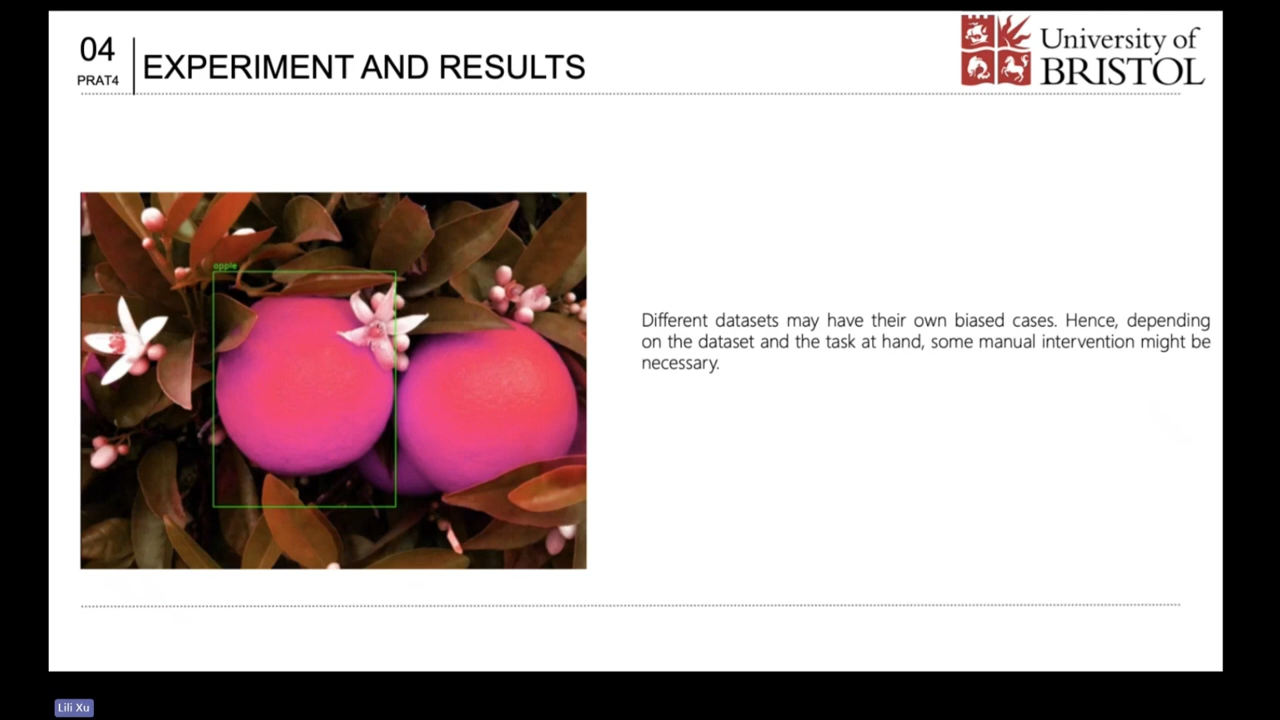 04
PRAT4
EXPERIMENT AND RESULTS
University of
BRISTOL
apple
Different datasets may have their own biased cases. Hence, depending
on the dataset and the task at hand, some manual intervention might be
necessary.
Lili Xu